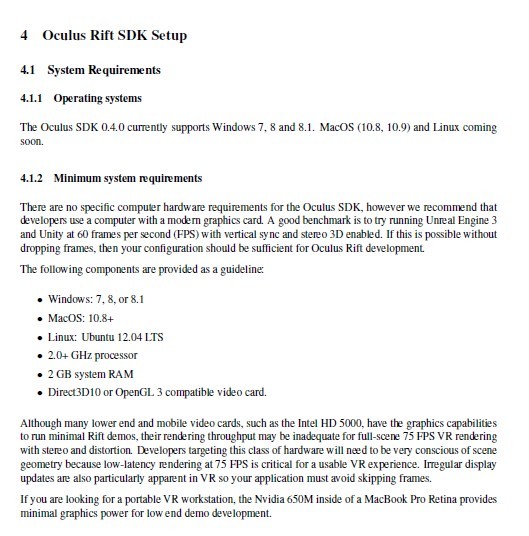 4 Oculus Rift SDK Setup
4.1 System Requirements
4.1.1 Operating systems
The Oculus SDK 0.4.0 currently supports Windows 7, 8 and 8.1. MacOS (10.8, 10.9) and Linux coming
soon.
4.1.2 Minimum system requirements
There are no specific computer hardware requirements for the Oculus SDK, however we recommend that
developers use a computer with a modern graphics card. A good benchmark is to try running Unreal Engine 3
and Unity at 60 frames per second (FPS) with vertical sync and stereo 3D enabled. If this is possible without
dropping frames, then your configuration should be sufficient for Oculus Rift development.
The following components are provided as a guideline:
• Windows: 7, 8, or 8.1
• MacOS: 10.8+
• Linux: Ubuntu 12.04 LTS
• 2.0+ GHz processor
• 2 GB system RAM
• Direct3D10 or OpenGL 3 compatible video card.
Although many lower end and mobile video cards, such as the Intel HD 5000, have the graphics capabilities
to run minimal Rift demos, their rendering throughput may be inadequate for full-scene 75 FPS VR rendering
with stereo and distortion. Developers targeting this class of hardware will need to be very conscious of scene
geometry because low-latency rendering at 75 FPS is critical for a usable VR experience. Irregular display
updates are also particularly apparent in VR so your application must avoid skipping frames.
If you are looking for a portable VR workstation, the Nvidia 650M inside of a MacBook Pro Retina provides
minimal graphics power for low end demo development.